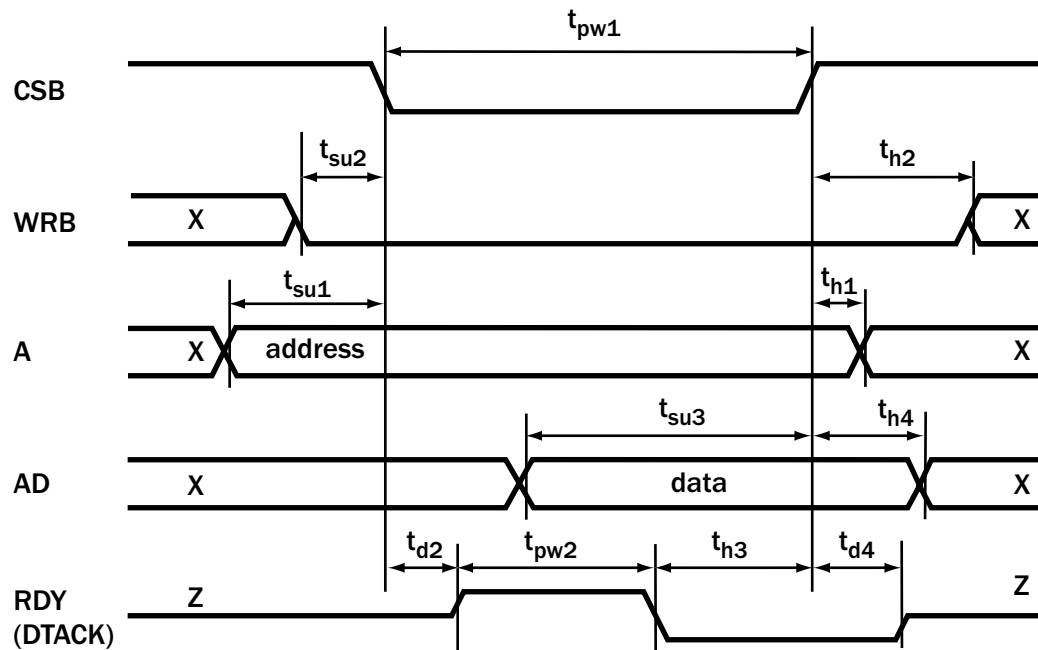 t_pw1
CSB
t_su2 t_h2
WRB X X
t_su1 t_h1
A X address X
t_su3 t_h4
AD X data X
t_d2 t_pw2 t_h3 t_d4
RDY Z Z
(DTACK)